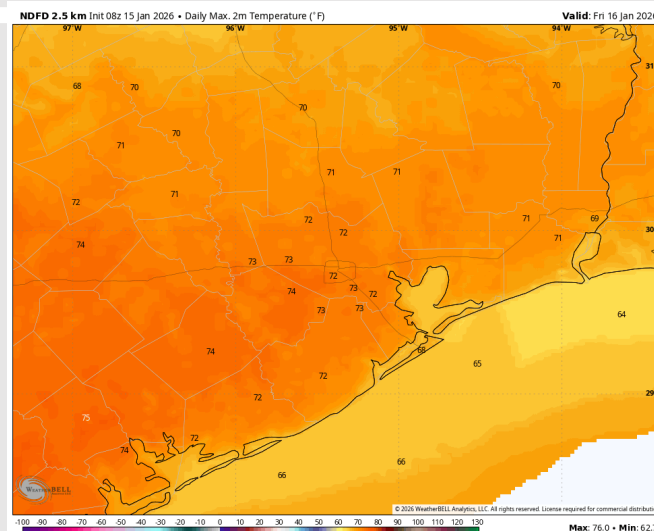 NDFD 2.5 km Init 08z 15 Jan 2026 • Daily Max. 2m Temperature (°F)
Valid: Fri 16 Jan 2026
97°W 96°W 95°W 94°W
31
68 70 70 70
70
71 71 71
71
72 72 71 69
74 72 71 30
73 73 72
74 73 72
73 73
74 68 65 64
72
72 29
75
74 72
66 66
WeatherBELL
© 2026 WeatherBELL Analytics, LLC. All rights reserved. License required for commercial distributio
-100 -90 -80 -70 -60 -50 -40 -30 -20 -10 0 10 20 30 40 50 60 70 80 90 100 110 120 130
Max: 76.0 • Min: 62.